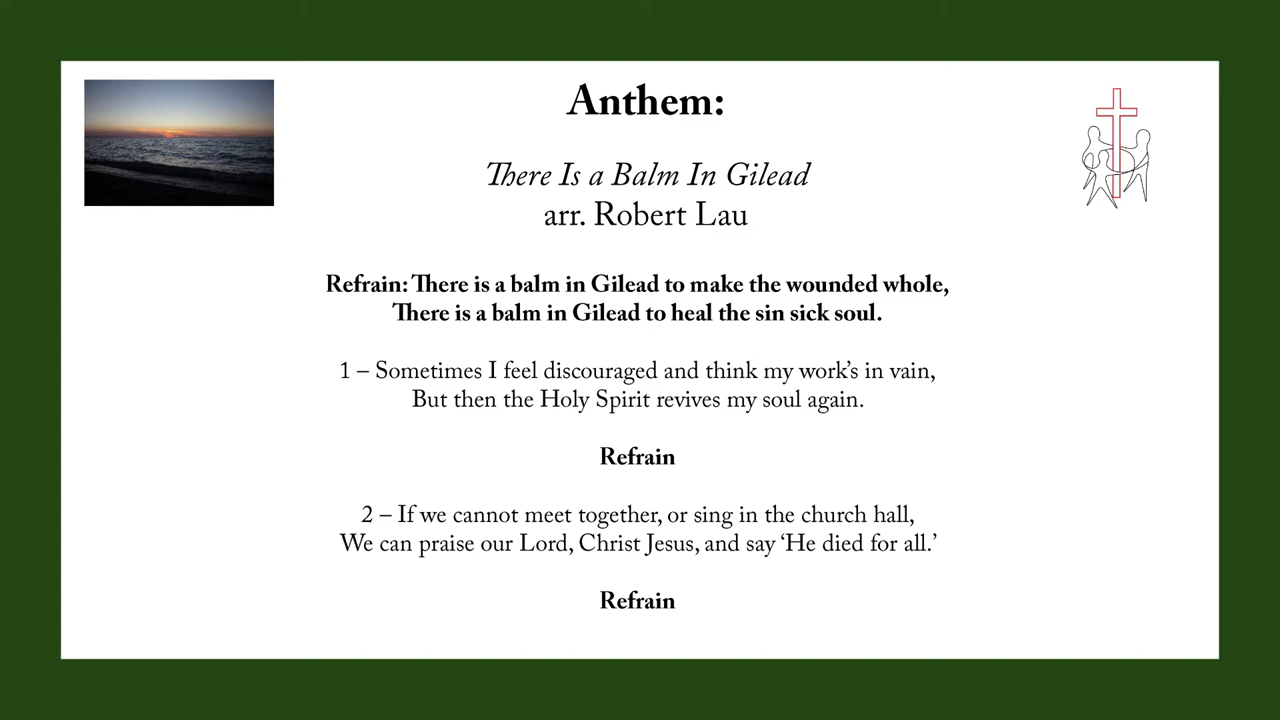 Anthem:
There Is a Balm In Gilead
arr. Robert Lau
Refrain: There is a balm in Gilead to make the wounded whole,
There is a balm in Gilead to heal the sin sick soul.
1 – Sometimes I feel discouraged and think my work’s in vain,
But then the Holy Spirit revives my soul again.
Refrain
2 – If we cannot meet together, or sing in the church hall,
We can praise our Lord, Christ Jesus, and say ‘He died for all.’
Refrain